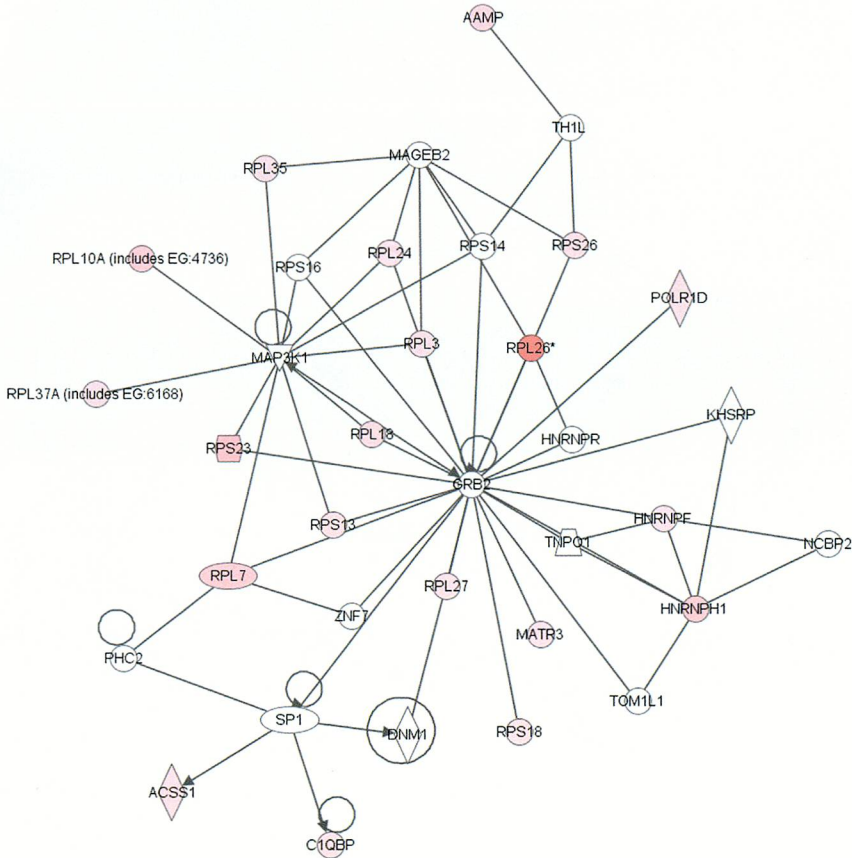 AAMP
TH1L
MAGEB2
RPL35
RPS14
RPS26
RPL24
RPL10A (includes EG:4736)
RPS16
POLR1D
RPL3
RPL26*
MAP3K1
RPL37A (includes EG:6168)
KHSRP
RPL18
HNRNPR
RPS23
GRB2
RPS13
HNRNPF
TNPO1
NCBP2
RPL7
RPL27
HNRNPH1
ZNF7
MATR3
PHC2
TOM1L1
SP1
RPS18
DNM1
ACSS1
C1QBP